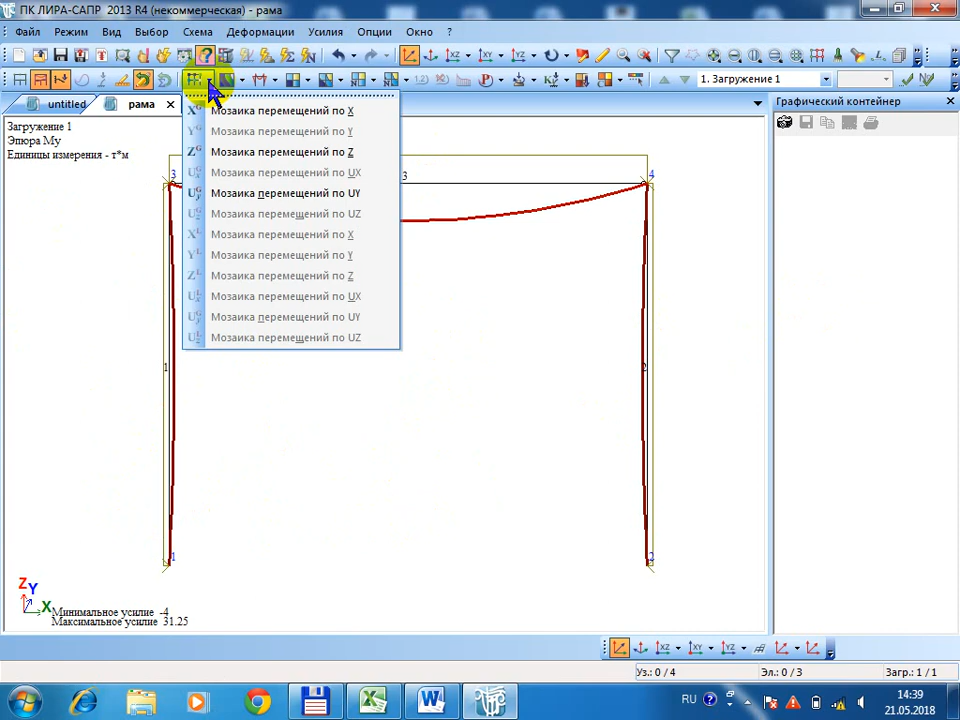 ПК ЛИРА-САПР 2013 R4 (некоммерческая) - рама
Файл Режим Вид Выбор Схема Деформации Усилия Опции Окно ?
1. Загружение 1
untitled
рама
Графический контейнер
Загружение 1
Эпюра My
Единицы измерения - т*м
Мозаика перемещений по X
Мозаика перемещений по Y
Мозаика перемещений по Z
Мозаика перемещений по UX
Мозаика перемещений по UY
Мозаика перемещений по UZ
Мозаика перемещений по X
Мозаика перемещений по Y
Мозаика перемещений по Z
Мозаика перемещений по UX
Мозаика перемещений по UY
Мозаика перемещений по UZ
3
3
4
1
2
1
2
Z
Y
X
Минимальное усилие -4
Максимальное усилие 31.25
Уз.: 0 / 4
Эл.: 0 / 3
Загр.: 1 / 1
RU
14:39
21.05.2018